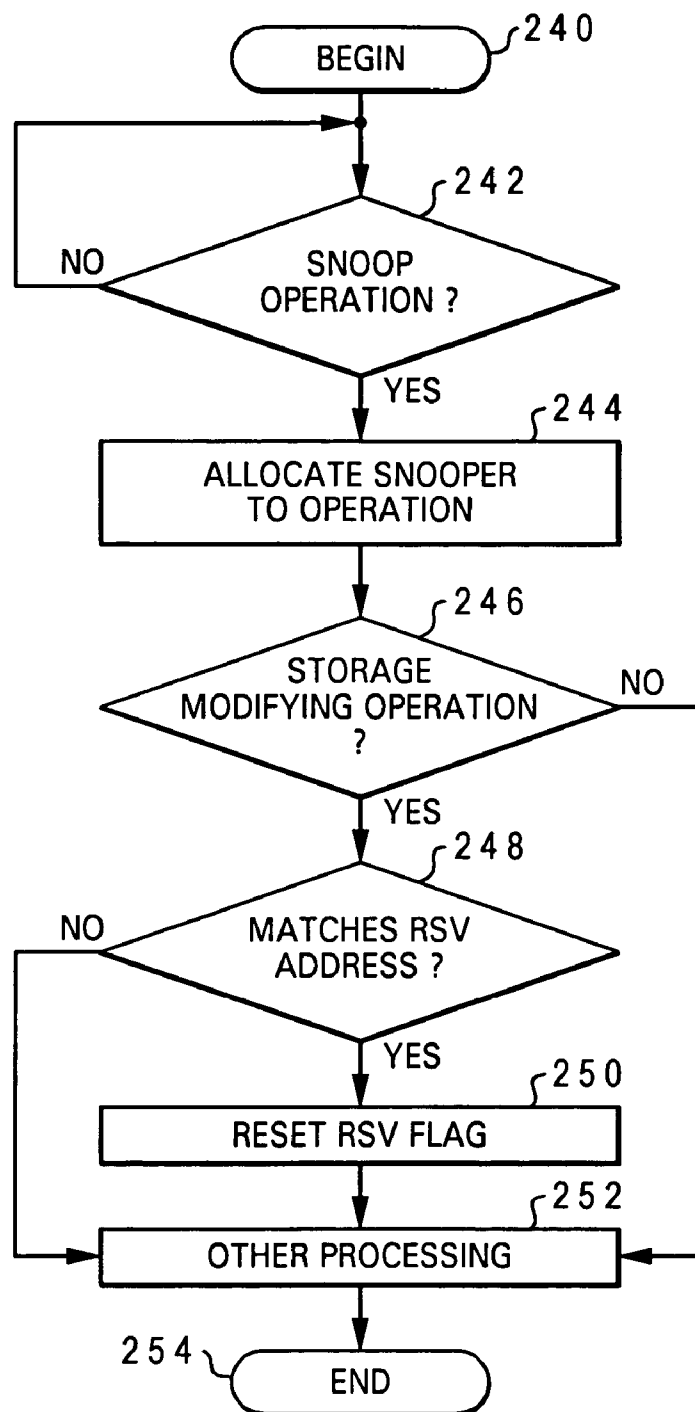 240
BEGIN
242
NO
SNOOP
OPERATION ?
YES
244
ALLOCATE SNOOPER
TO OPERATION
246
STORAGE
MODIFYING OPERATION
?
NO
YES
248
NO
MATCHES RSV
ADDRESS ?
YES
250
RESET RSV FLAG
252
OTHER PROCESSING
254
END